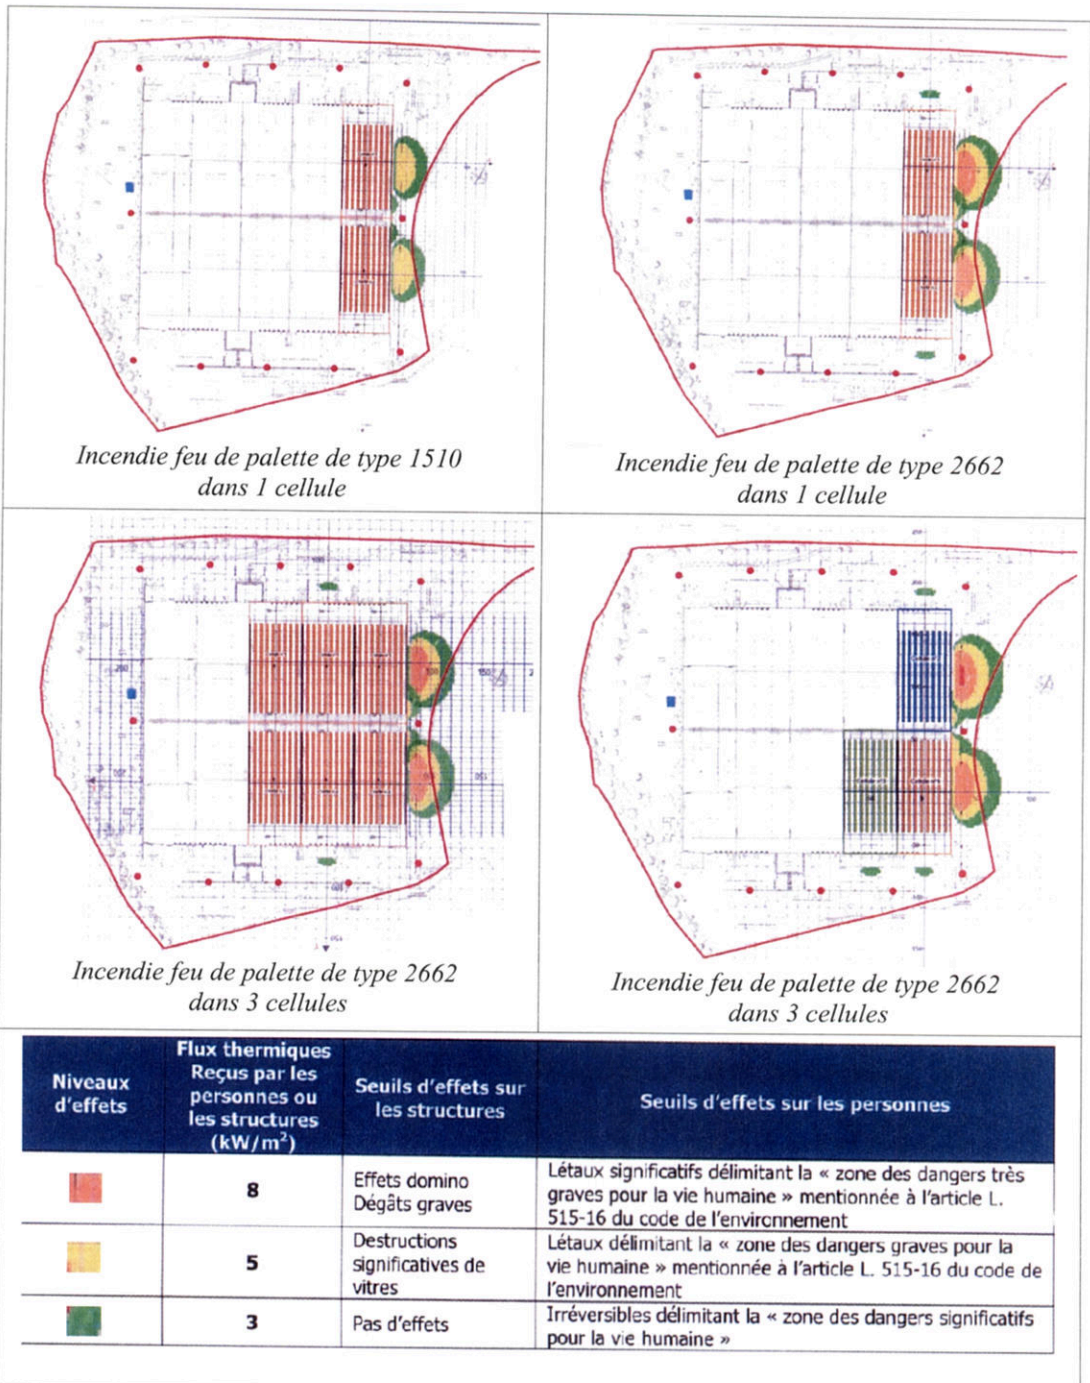 Incendie feu de palette de type 1510
dans 1 cellule
Incendie feu de palette de type 2662
dans 1 cellule
Incendie feu de palette de type 2662
dans 3 cellules
Incendie feu de palette de type 2662
dans 3 cellules
Niveaux
d'effets
Flux thermiques
Reçus par les
personnes ou
les structures
(kW/m²)
Seuils d'effets sur
les structures
Seuils d'effets sur les personnes
8
Effets domino
Dégâts graves
Létaux significatifs délimitant la « zone des dangers très
graves pour la vie humaine » mentionnée à l'article L.
515-16 du code de l'environnement
5
Destructions
significatives de
vitres
Létaux délimitant la « zone des dangers graves pour la
vie humaine » mentionnée à l'article L. 515-16 du code de
l'environnement
3
Pas d'effets
Irréversibles délimitant la « zone des dangers significatifs
pour la vie humaine »